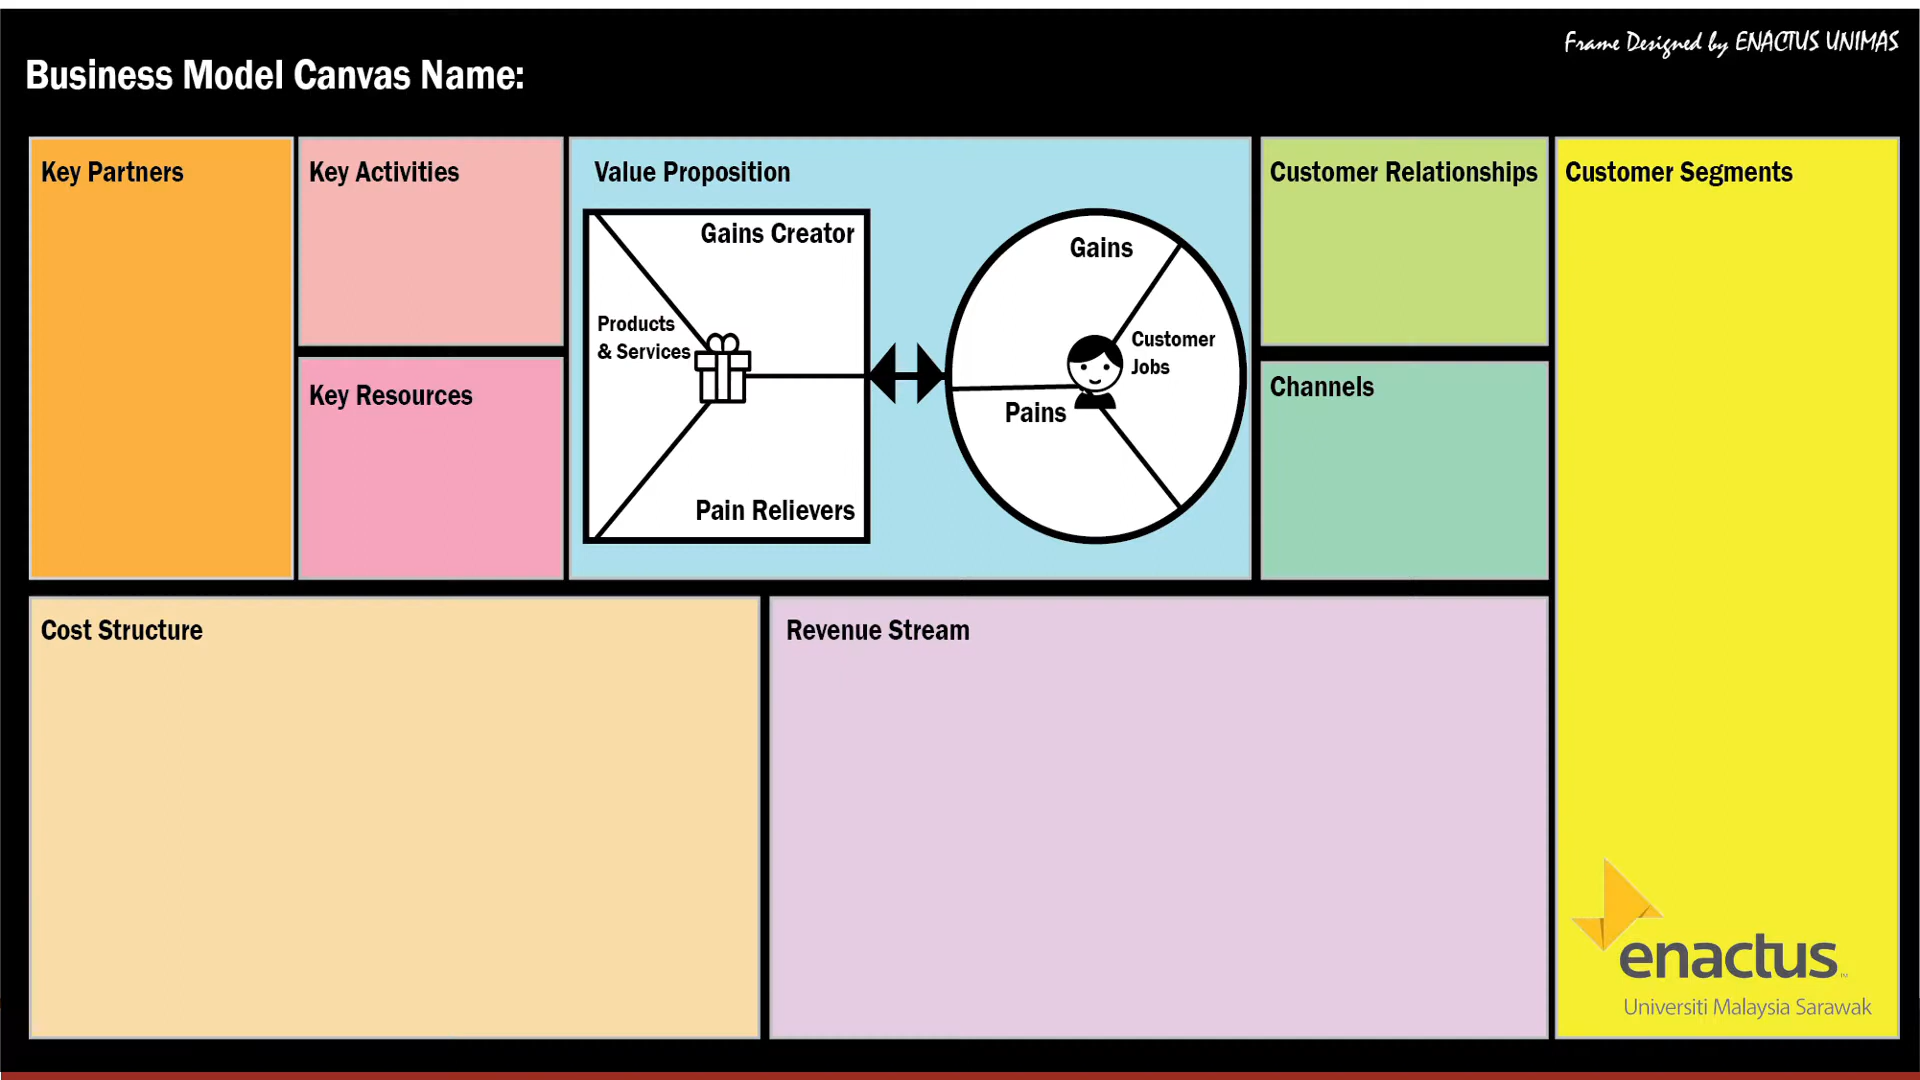 Frame Designed by ENACTUS UNIMAS
Business Model Canvas Name:
Key Partners
Key Activities
Key Resources
Value Proposition
Gains Creator
Products
& Services
Pain Relievers
Gains
Customer
Jobs
Pains
Customer Relationships
Channels
Customer Segments
Cost Structure
Revenue Stream
enactus™
Universiti Malaysia Sarawak